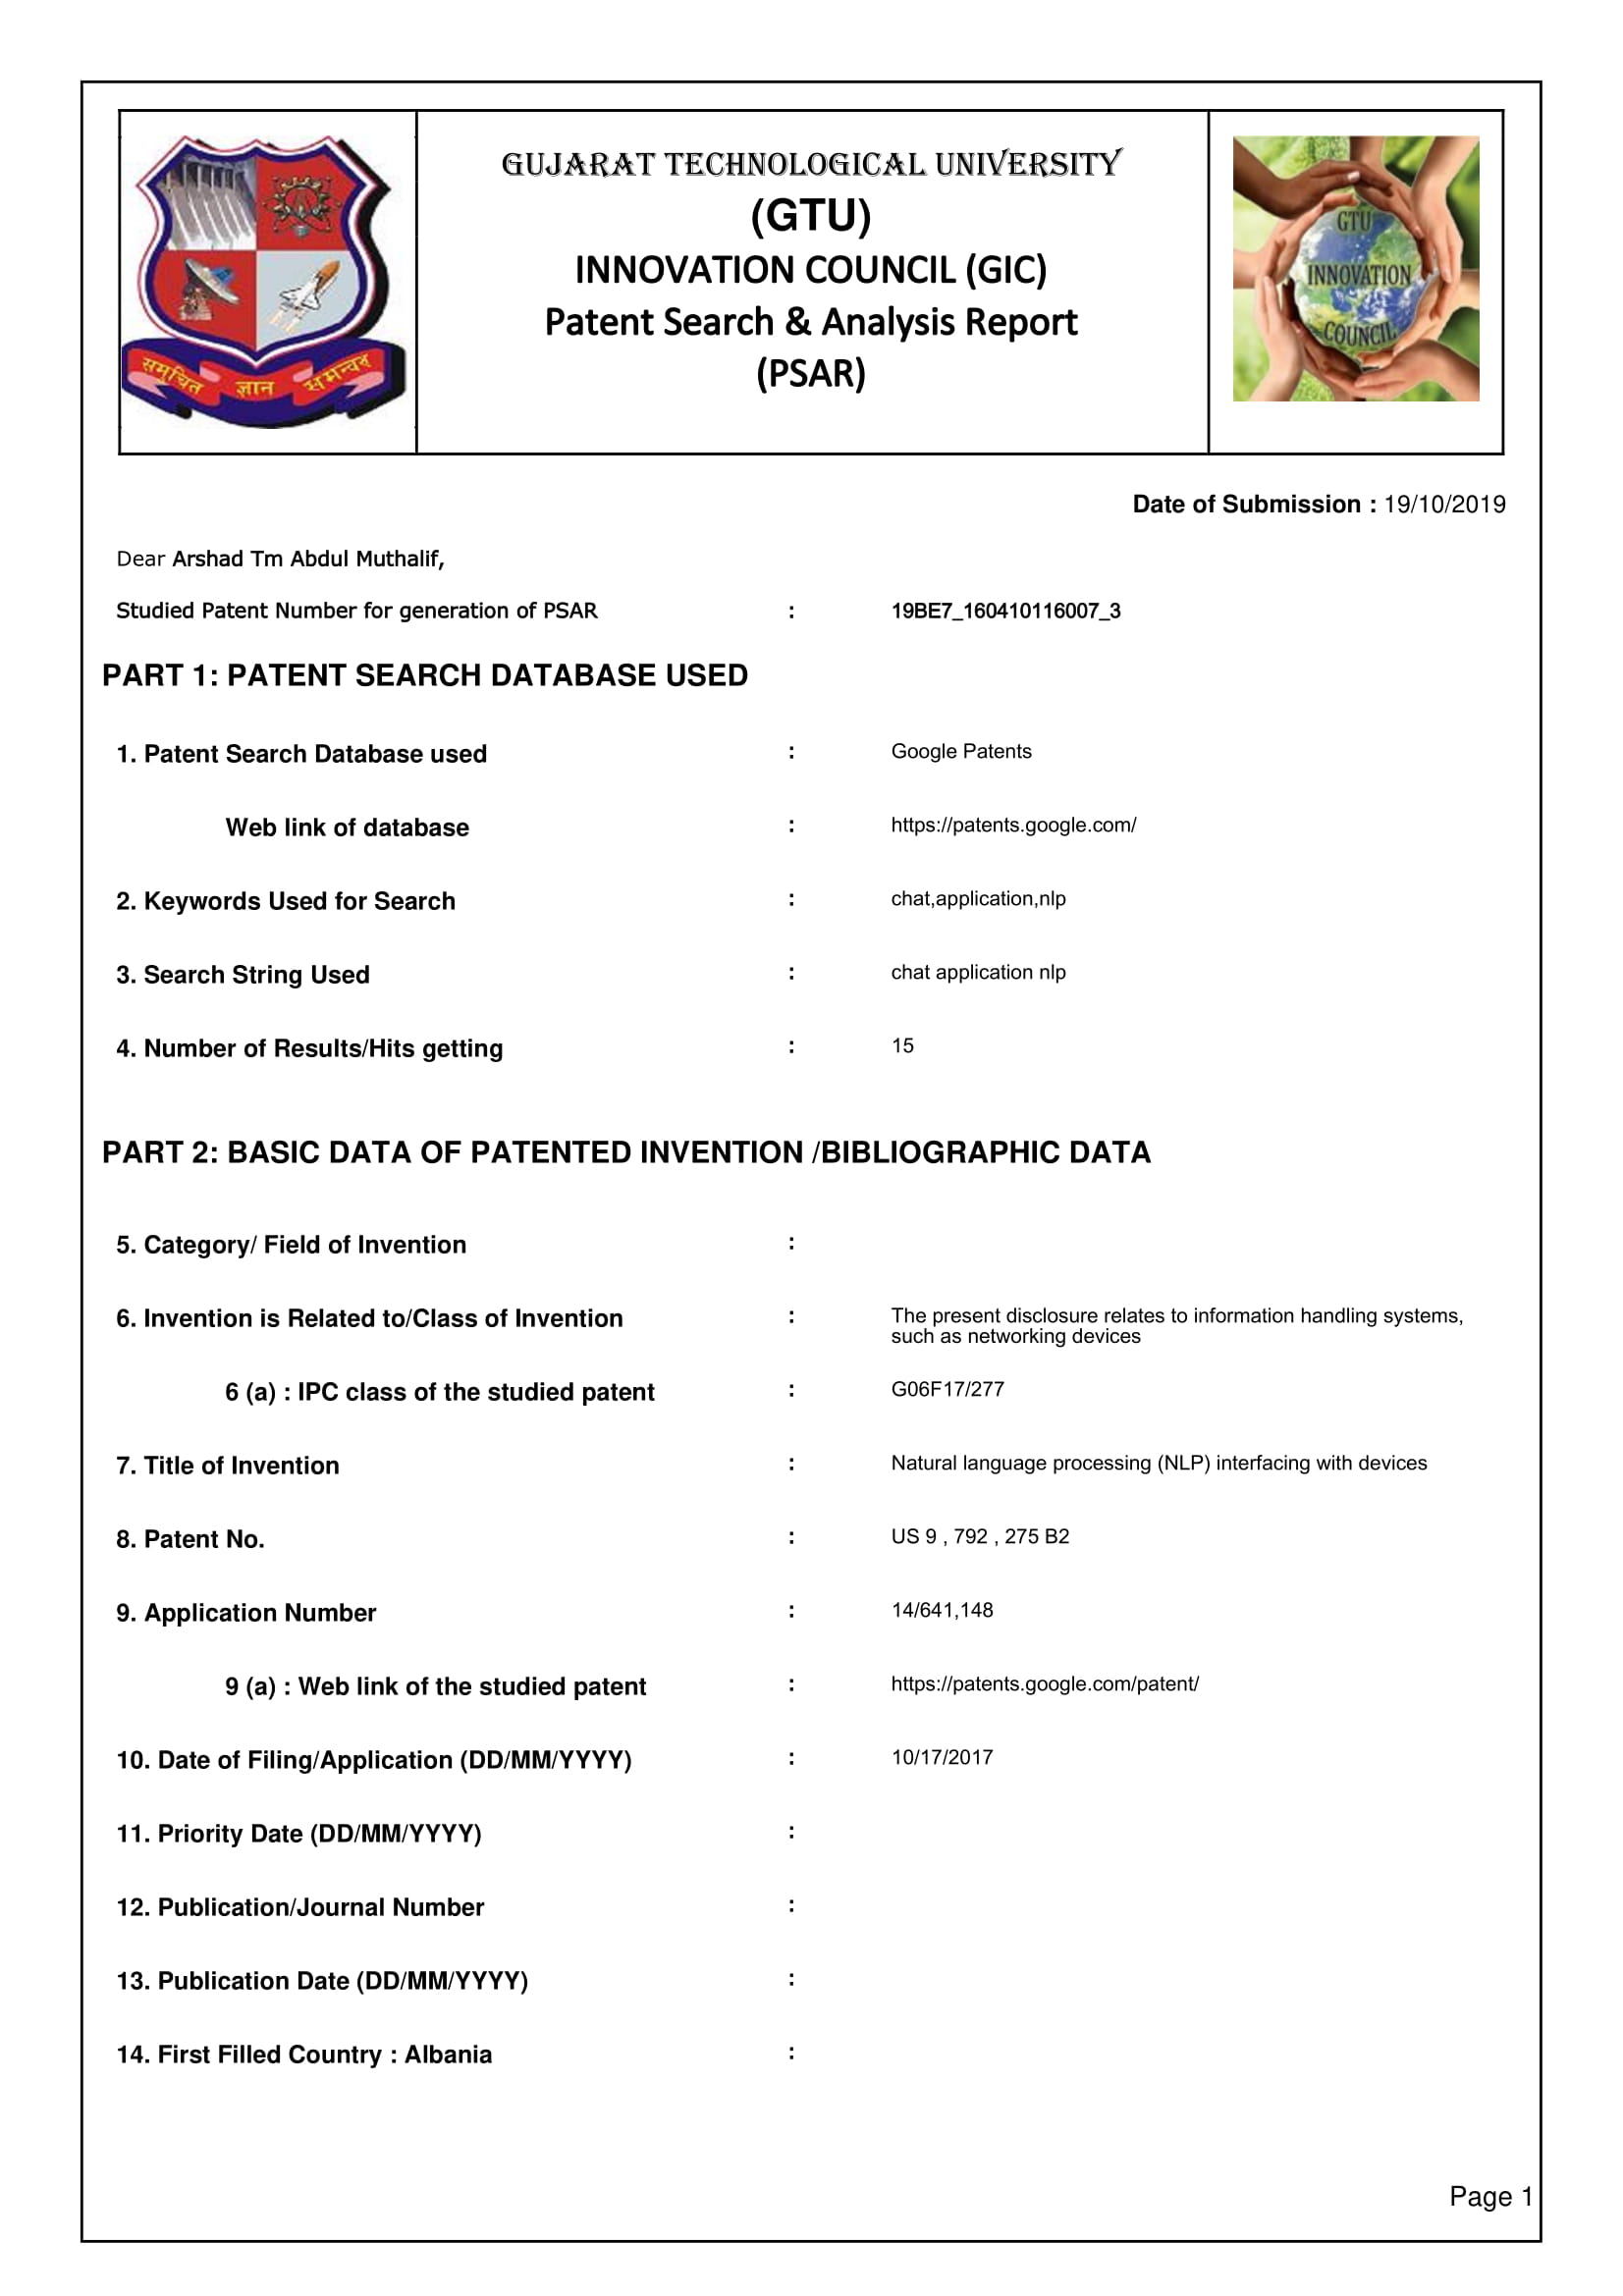 समुचित ज्ञान समन्वय
GUJARAT TECHNOLOGICAL UNIVERSITY
(GTU)
INNOVATION COUNCIL (GIC)
Patent Search & Analysis Report
(PSAR)
GTU
INNOVATION
COUNCIL
Date of Submission : 19/10/2019
Dear Arshad Tm Abdul Muthalif,
Studied Patent Number for generation of PSAR : 19BE7_160410116007_3
PART 1: PATENT SEARCH DATABASE USED
1. Patent Search Database used : Google Patents
Web link of database : https://patents.google.com/
2. Keywords Used for Search : chat,application,nlp
3. Search String Used : chat application nlp
4. Number of Results/Hits getting : 15
PART 2: BASIC DATA OF PATENTED INVENTION /BIBLIOGRAPHIC DATA
5. Category/ Field of Invention :
6. Invention is Related to/Class of Invention : The present disclosure relates to information handling systems,
such as networking devices
6 (a) : IPC class of the studied patent : G06F17/277
7. Title of Invention : Natural language processing (NLP) interfacing with devices
8. Patent No. : US 9 , 792 , 275 B2
9. Application Number : 14/641,148
9 (a) : Web link of the studied patent : https://patents.google.com/patent/
10. Date of Filing/Application (DD/MM/YYYY) : 10/17/2017
11. Priority Date (DD/MM/YYYY) :
12. Publication/Journal Number :
13. Publication Date (DD/MM/YYYY) :
14. First Filled Country : Albania :
Page 1